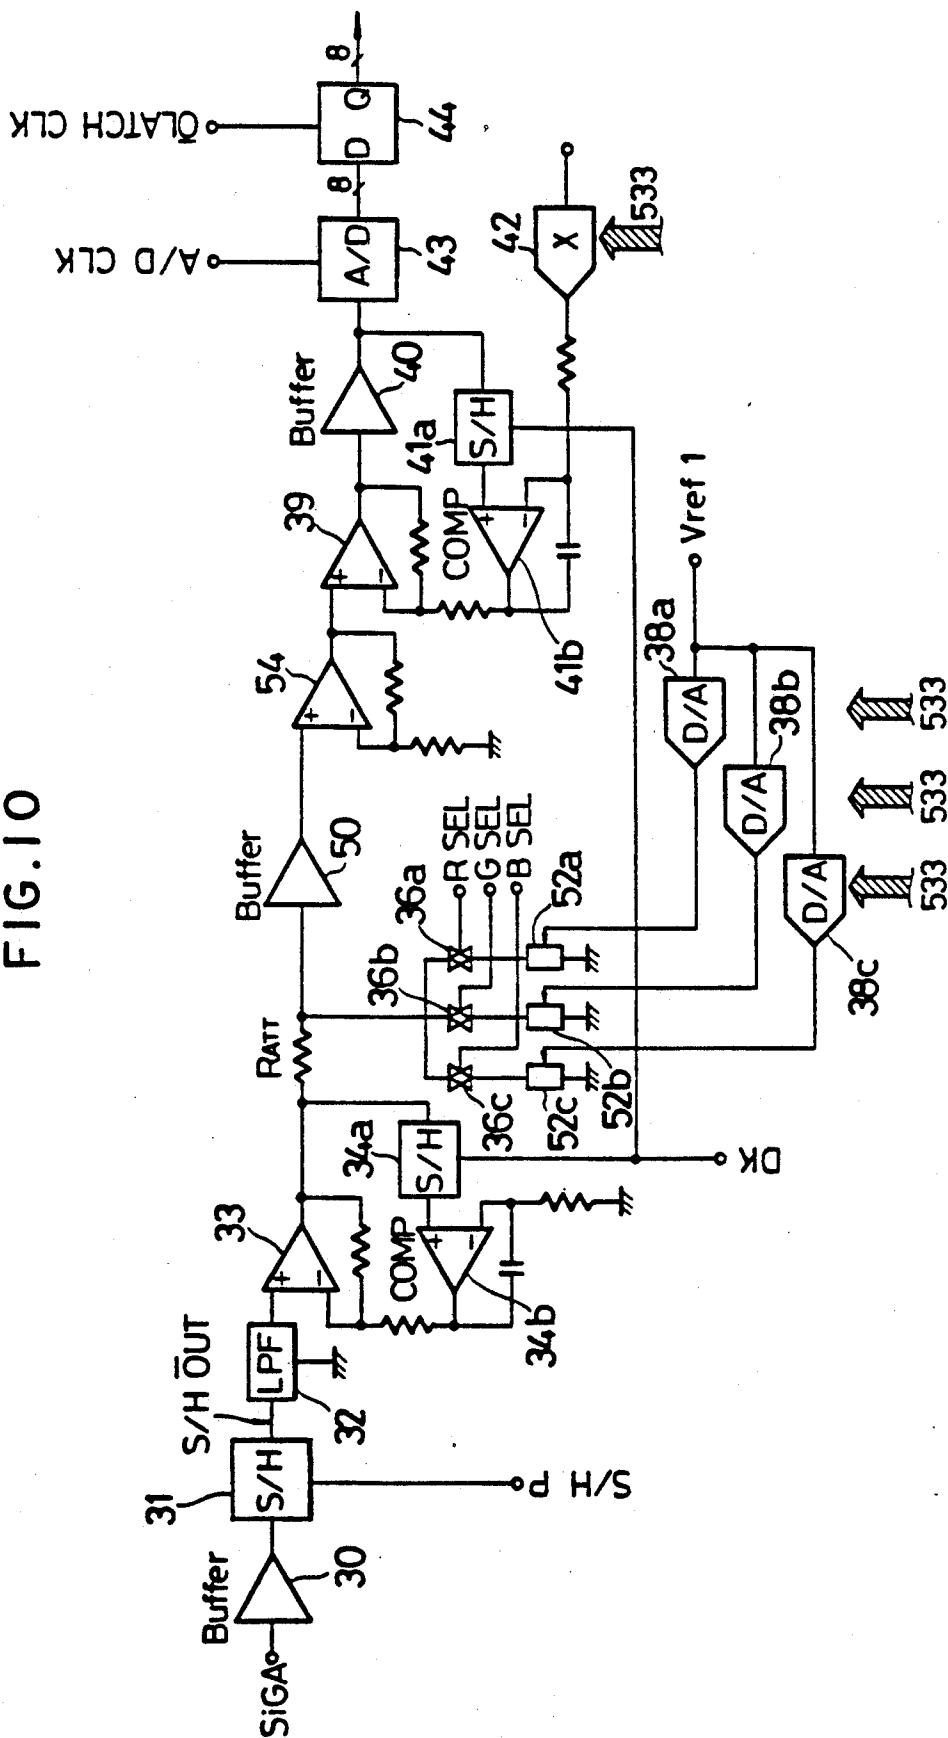 FIG.10
SiGA
Buffer
30
31
S/H
S/H P
S/H OUT
LPF
32
33
+
−
COMP
+
−
34b
34a
S/H
DK
RATT
Buffer
50
36a
36b
36c
R SEL
G SEL
B SEL
52a
52b
52c
54
+
−
39
+
−
Buffer
40
COMP
+
−
41b
41a
S/H
42
X
533
A/D CLK
A/D
43
8
OLATCH CLK
D Q
44
8
Vref 1
38a
D/A
38b
D/A
38c
D/A
533
533
533